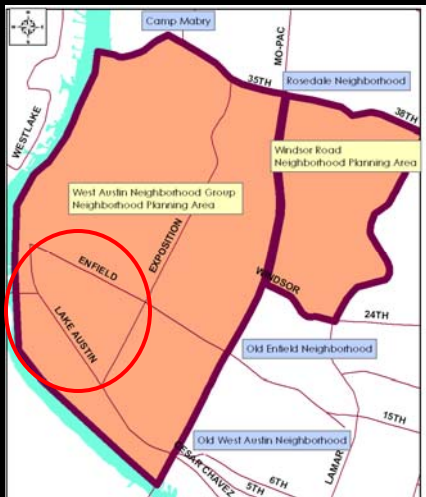 Camp Mabry
MO-PAC
35TH
Rosedale Neighborhood
38TH
WESTLAKE
Windsor Road
Neighborhood Planning Area
West Austin Neighborhood Group
Neighborhood Planning Area
EXPOSITION
ENFIELD
WINDSOR
LAKE AUSTIN
24TH
Old Enfield Neighborhood
15TH
Old West Austin Neighborhood
LAMAR
CESAR CHAVEZ
6TH
5TH